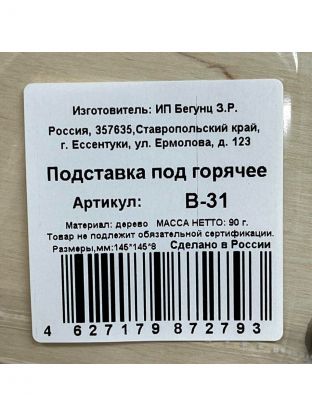 Изготовитель: ИП Бегунц З.Р.
Россия, 357635,Ставропольский край,
г. Ессентуки, ул. Ермолова, д. 123
Подставка под горячее
Артикул: В-31
Материал: дерево МАССА НЕТТО: 90 г.
Товар не подлежит обязательной сертификации.
Размеры,мм:145*145*8 Сделано в России
4 627179 872793